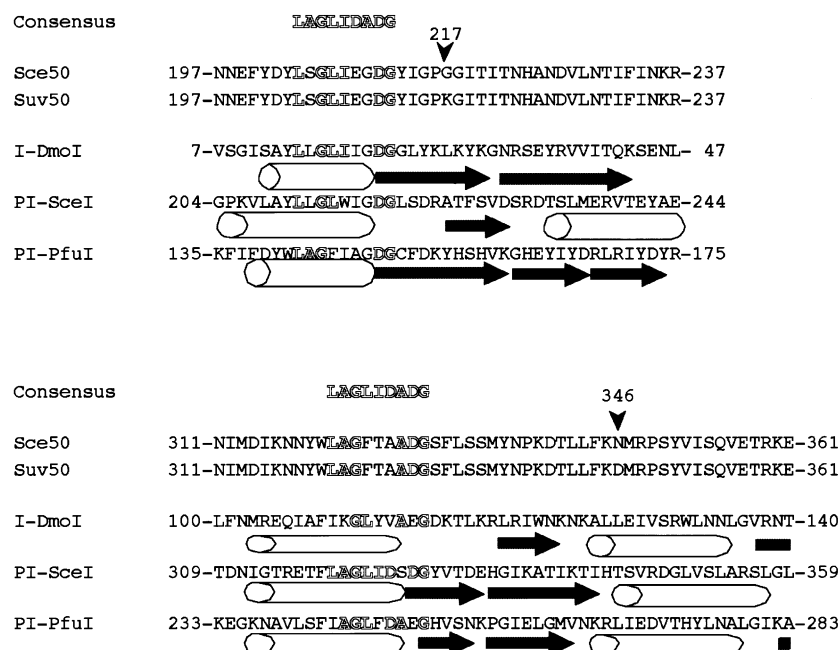 Consensus LAGLIDADG
217
Sce50 197-NNEFYDYLSGLIEGDGYIGPGGITITNHANDVLNTIFINKR-237
Suv50 197-NNEFYDYLSGLIEGDGYIGPKGITITNHANDVLNTIFINKR-237
I-DmoI 7-VSGISAYLLGLIIGDGGLYKLKYKGNRSEYRVVITQKSENL- 47
PI-SceI 204-GPKVLAYLLGLWIGDGLSDRATFSVDSRDTSLMERVTEYAE-244
PI-PfuI 135-KFIFDYWLAGFIAGDGCFDKYHSHVKGHEYIYDRLRIYDYR-175
Consensus LAGLIDADG
346
Sce50 311-NIMDIKNNYWLAGFTAADGSFLSSMYNPKDTLLFKNMRPSYVISQVETRKE-361
Suv50 311-NIMDIKNNYWLAGFTAADGSFLSSMYNPKDTLLFKDMRPSYVISQVETRKE-361
I-DmoI 100-LFNMREQIAFIKGLYVAEGDKTLKRLRIWNKNKALLEIVSRWLNNLGVRNT-140
PI-SceI 309-TDNIGTRETFLAGLIDSDGYVTDEHGIKATIKTIHTSVRDGLVSLARSLGL-359
PI-PfuI 233-KEGKNAVLSFIAGLFDAEGHVSNKPGIELGMVNKRLIEDVTHYLNALGIKA-283